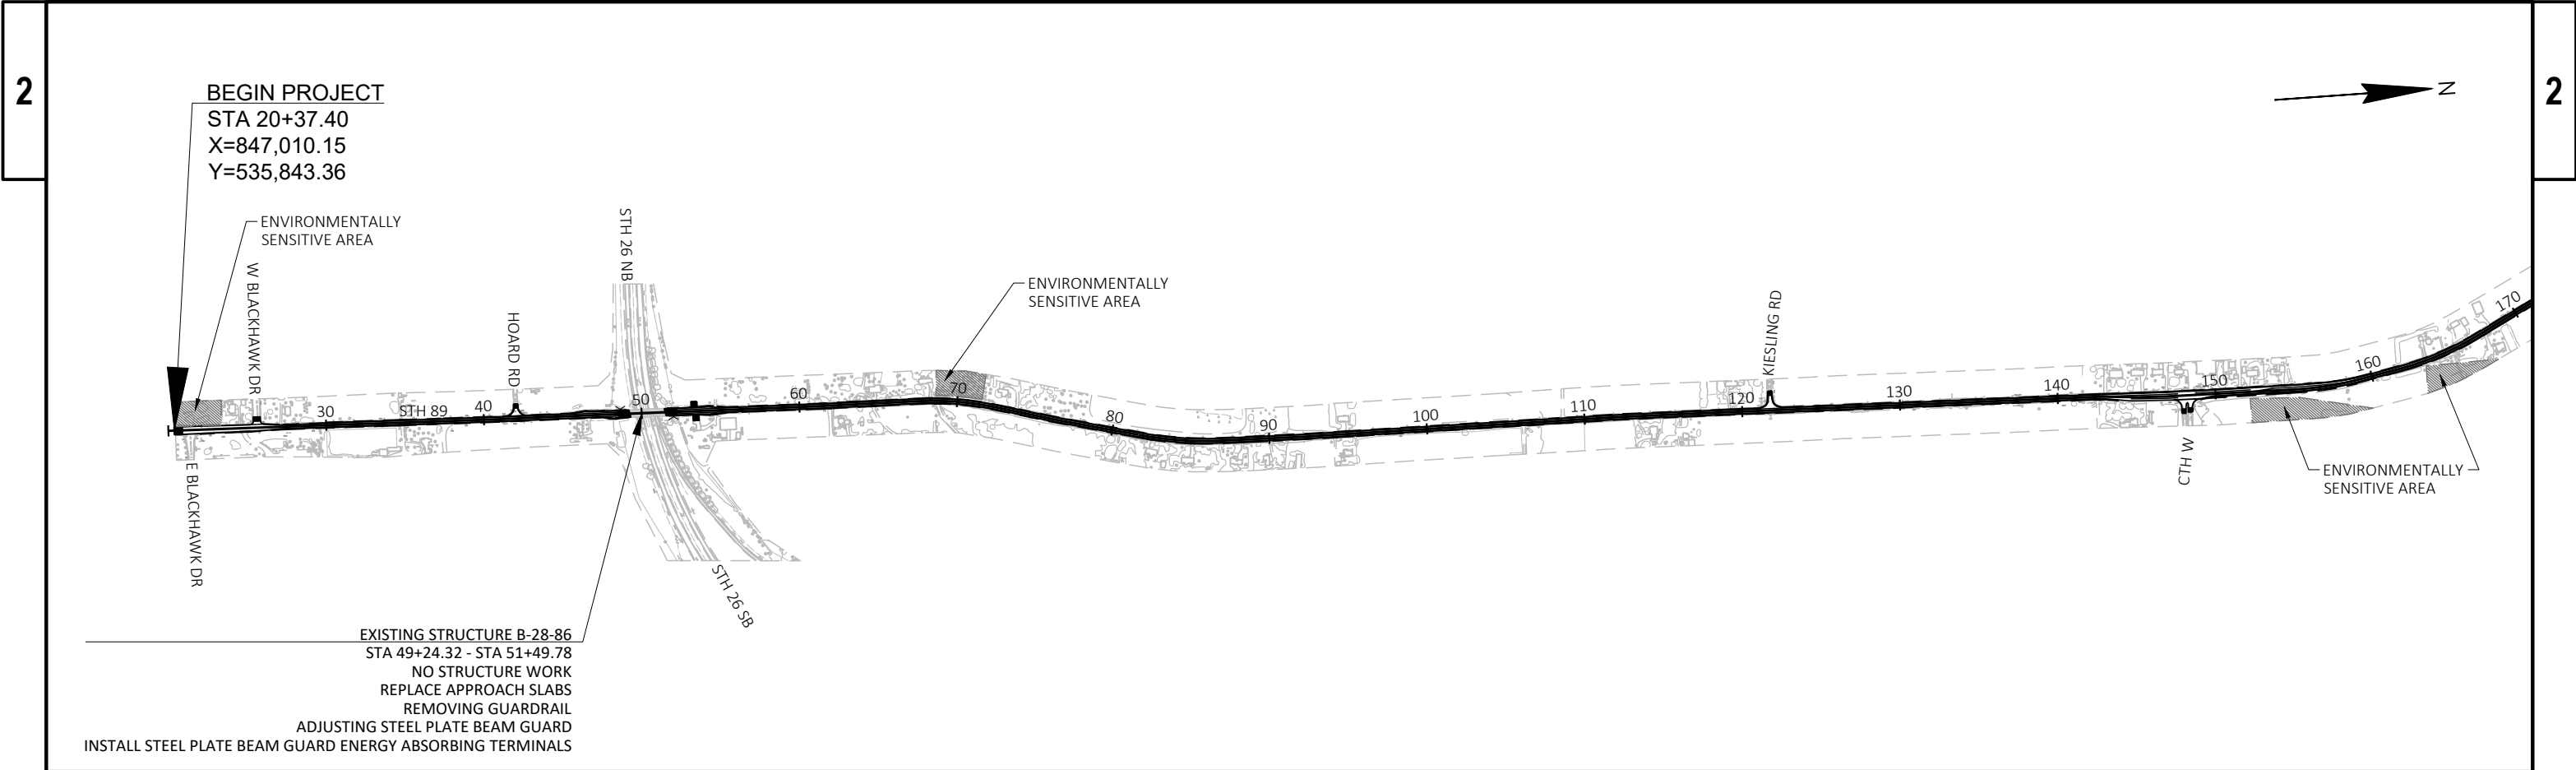 2
2
BEGIN PROJECT
STA 20+37.40
X=847,010.15
Y=535,843.36
N
ENVIRONMENTALLY
SENSITIVE AREA
W BLACKHAWK DR
HOARD RD
STH 26 NB
ENVIRONMENTALLY
SENSITIVE AREA
KIESLING RD
30
STH 89
40
50
60
70
80
90
100
110
120
130
140
150
160
170
E BLACKHAWK DR
STH 26 SB
CTH W
ENVIRONMENTALLY
SENSITIVE AREA
EXISTING STRUCTURE B-28-86
STA 49+24.32 - STA 51+49.78
NO STRUCTURE WORK
REPLACE APPROACH SLABS
REMOVING GUARDRAIL
ADJUSTING STEEL PLATE BEAM GUARD
INSTALL STEEL PLATE BEAM GUARD ENERGY ABSORBING TERMINALS